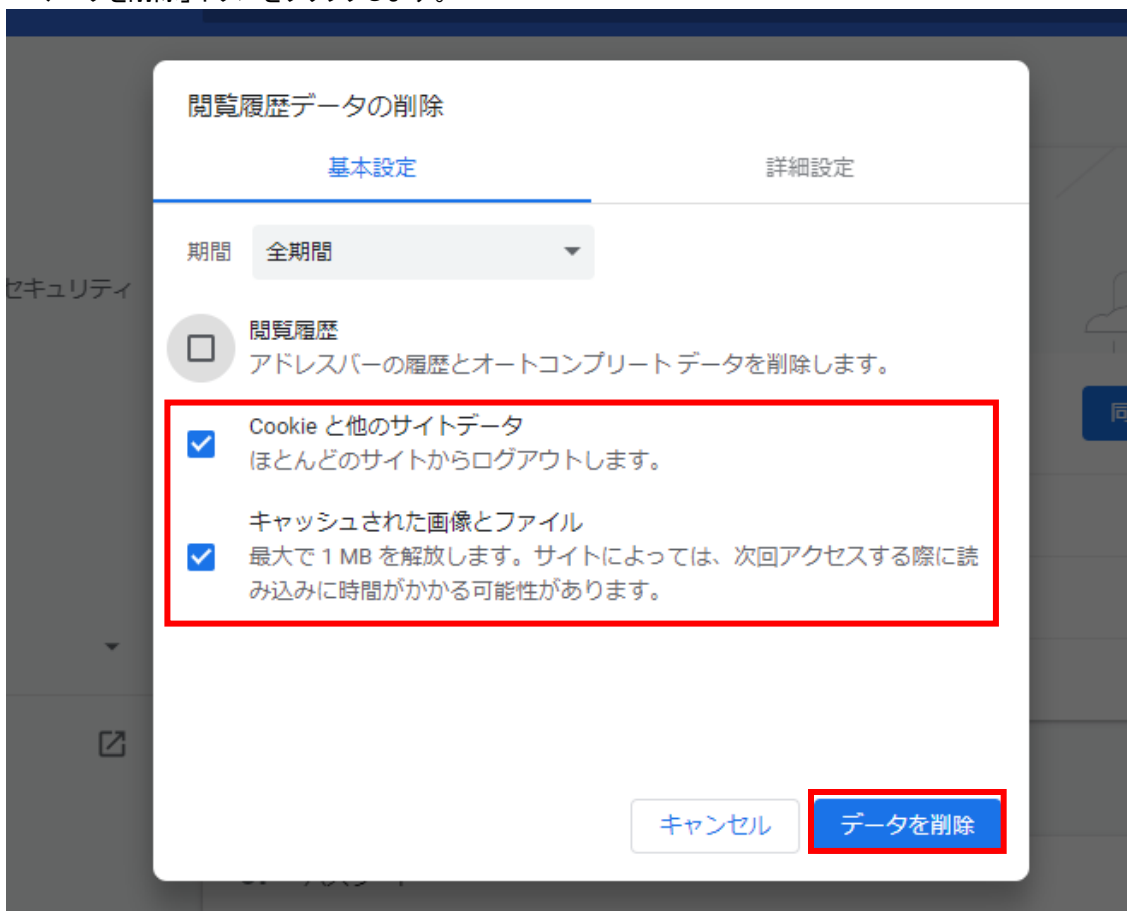 閲覧履歴データの削除
基本設定
詳細設定
期間
全期間
セキュリティ
閲覧履歴
アドレスバーの履歴とオートコンプリート データを削除します。
Cookie と他のサイトデータ
ほとんどのサイトからログアウトします。
キャッシュされた画像とファイル
最大で 1 MB を解放します。サイトによっては、次回アクセスする際に読
み込みに時間がかかる可能性があります。
キャンセル
データを削除